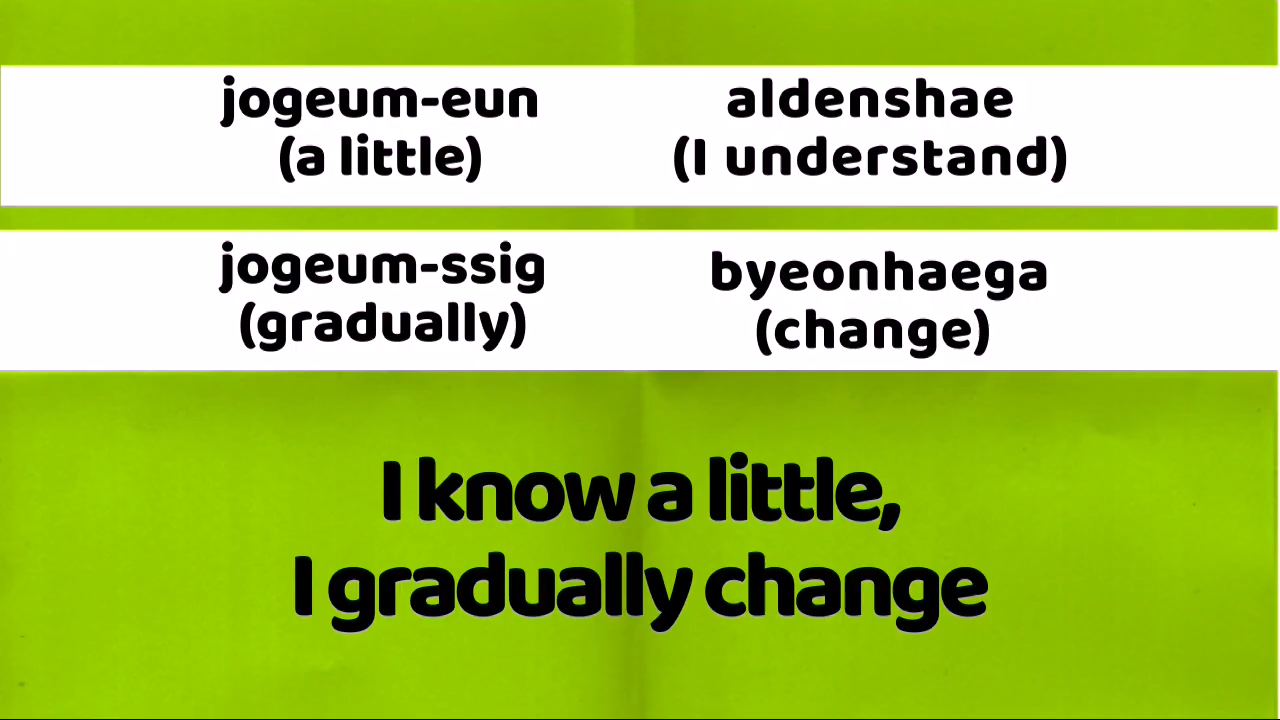 jogeum-eun aldenshae
(a little) (I understand)
jogeum-ssig byeonhaega
(gradually) (change)
I know a little,
I gradually change